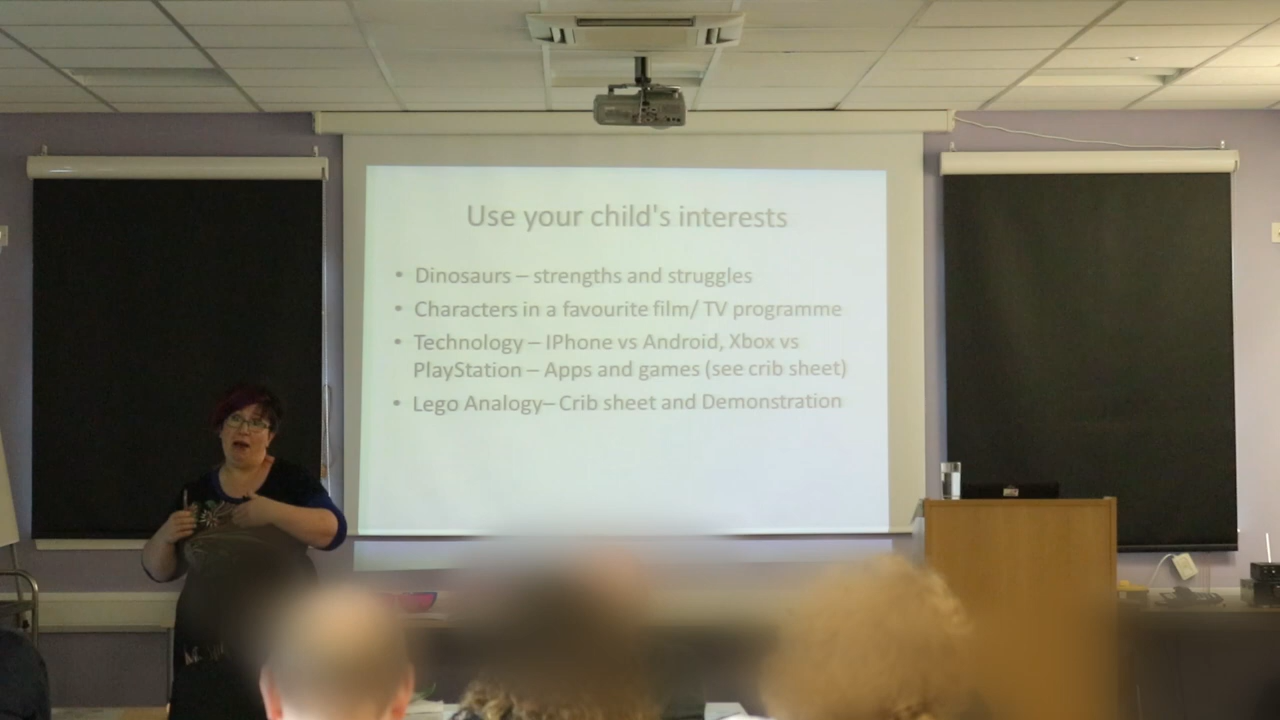 Use your child's interests
• Dinosaurs – strengths and struggles
• Characters in a favourite film/ TV programme
• Technology – IPhone vs Android, Xbox vs
PlayStation – Apps and games (see crib sheet)
• Lego Analogy– Crib sheet and Demonstration